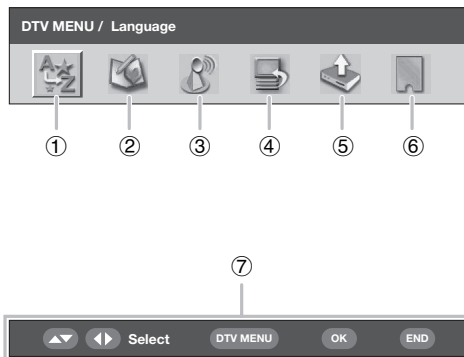 DTV MENU / Language
① ② ③ ④ ⑤ ⑥
⑦
Select DTV MENU OK END